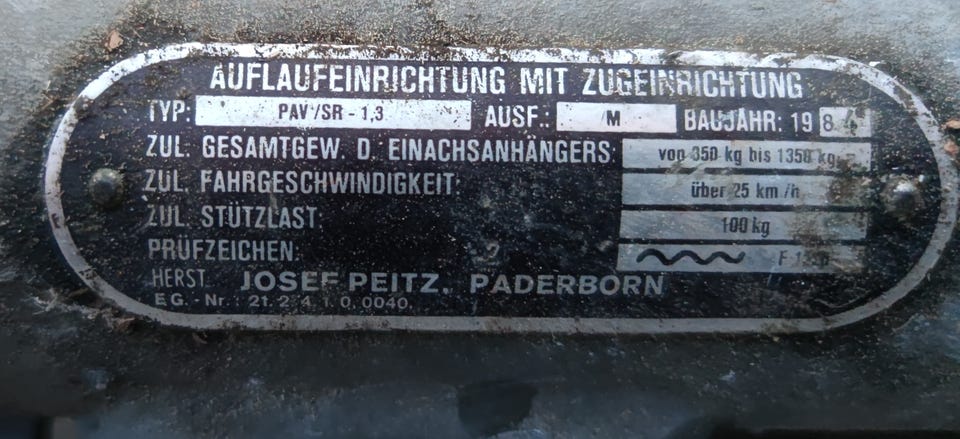 AUFLAUFEINRICHTUNG MIT ZUGEINRICHTUNG
TYP: PAV/SR - 1,3 AUSF.: M BAUJAHR: 1984
ZUL. GESAMTGEW. D. EINACHSANHÄNGERS: von 350 kg bis 1350 kg
ZUL. FAHRGESCHWINDIGKEIT: über 25 km/h
ZUL. STÜTZLAST: 100 kg
PRÜFZEICHEN: F
HERST. JOSEF PEITZ, PADERBORN
EG.-Nr.: 21.2 4 1.0.0040